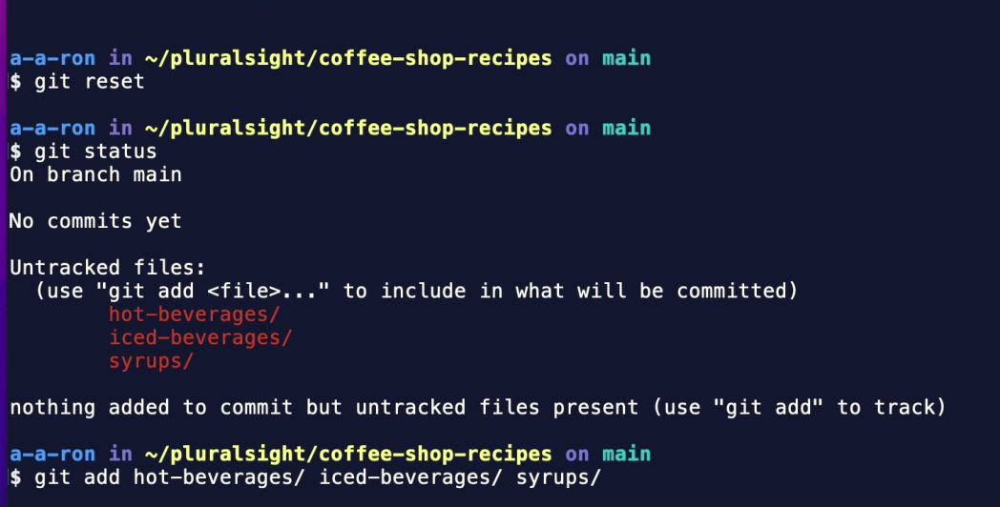 a-a-ron in ~/pluralsight/coffee-shop-recipes on main
$ git reset
a-a-ron in ~/pluralsight/coffee-shop-recipes on main
$ git status
On branch main
No commits yet
Untracked files:
(use "git add <file>..." to include in what will be committed)
hot-beverages/
iced-beverages/
syrups/
nothing added to commit but untracked files present (use "git add" to track)
a-a-ron in ~/pluralsight/coffee-shop-recipes on main
$ git add hot-beverages/ iced-beverages/ syrups/